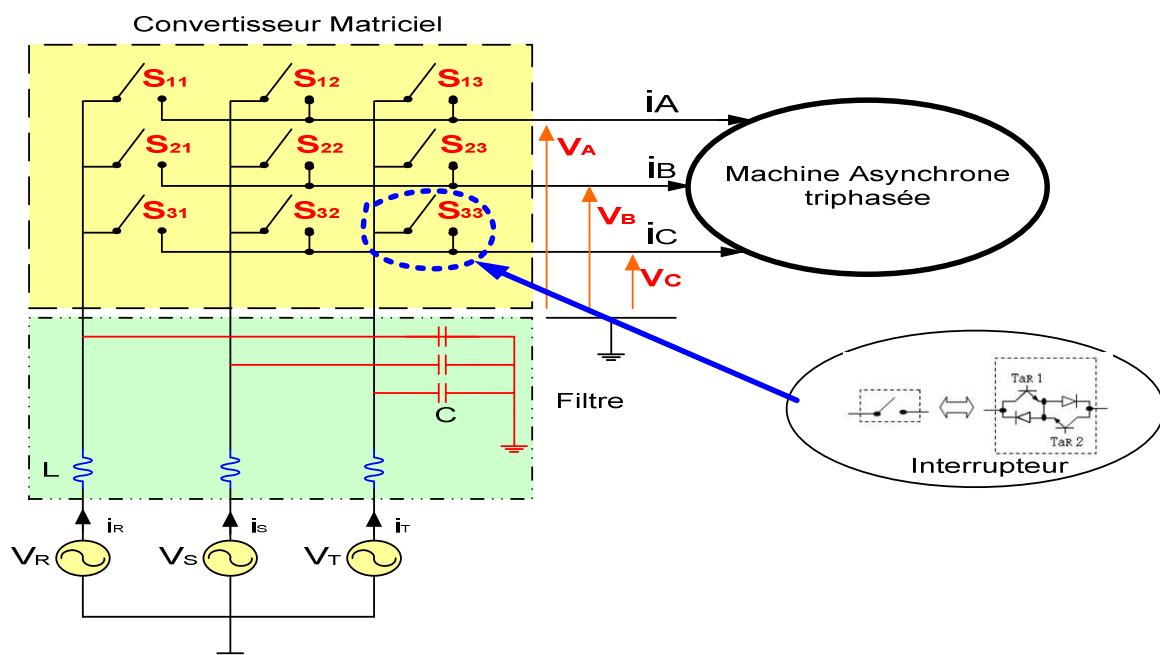 Convertisseur Matriciel
S11 S12 S13
iA
VA
S21 S22 S23
iB
Machine Asynchrone
triphasée
S31 S32 S33
VB
iC
VC
C
Filtre
L
TaR 1
TaR 2
Interrupteur
iR iS iT
VR VS VT